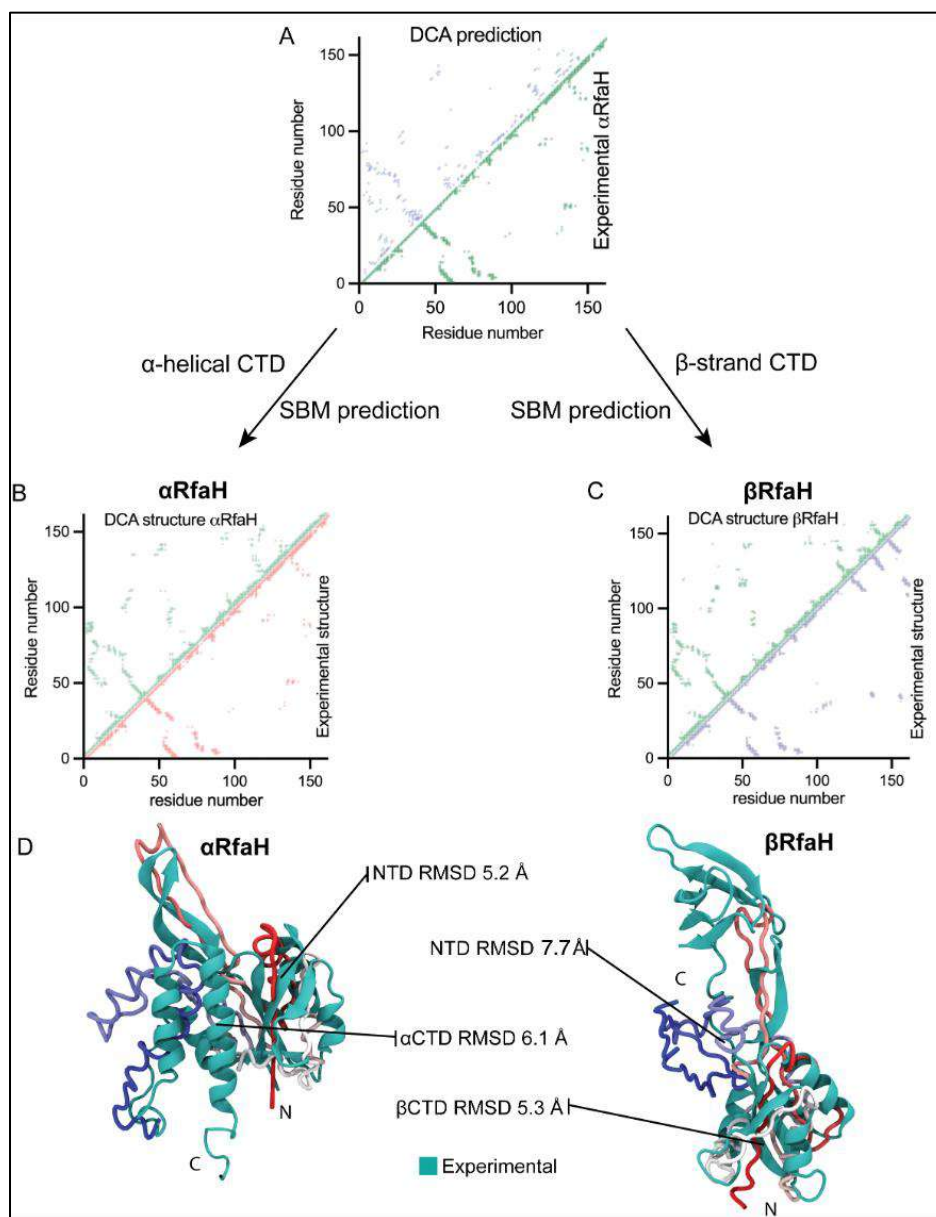 A
DCA prediction
150
100
50
0
Residue number
Experimental αRfaH
0 50 100 150
Residue number
α-helical CTD
β-strand CTD
SBM prediction
SBM prediction
B
αRfaH
DCA structure αRfaH
150
100
50
0
Residue number
Experimental structure
0 50 100 150
residue number
C
βRfaH
DCA structure βRfaH
150
100
50
0
Residue number
Experimental structure
0 50 100 150
residue number
D
αRfaH
βRfaH
NTD RMSD 5.2 Å
NTD RMSD 7.7Å
C
αCTD RMSD 6.1 Å
βCTD RMSD 5.3 Å
N
C
Experimental
N